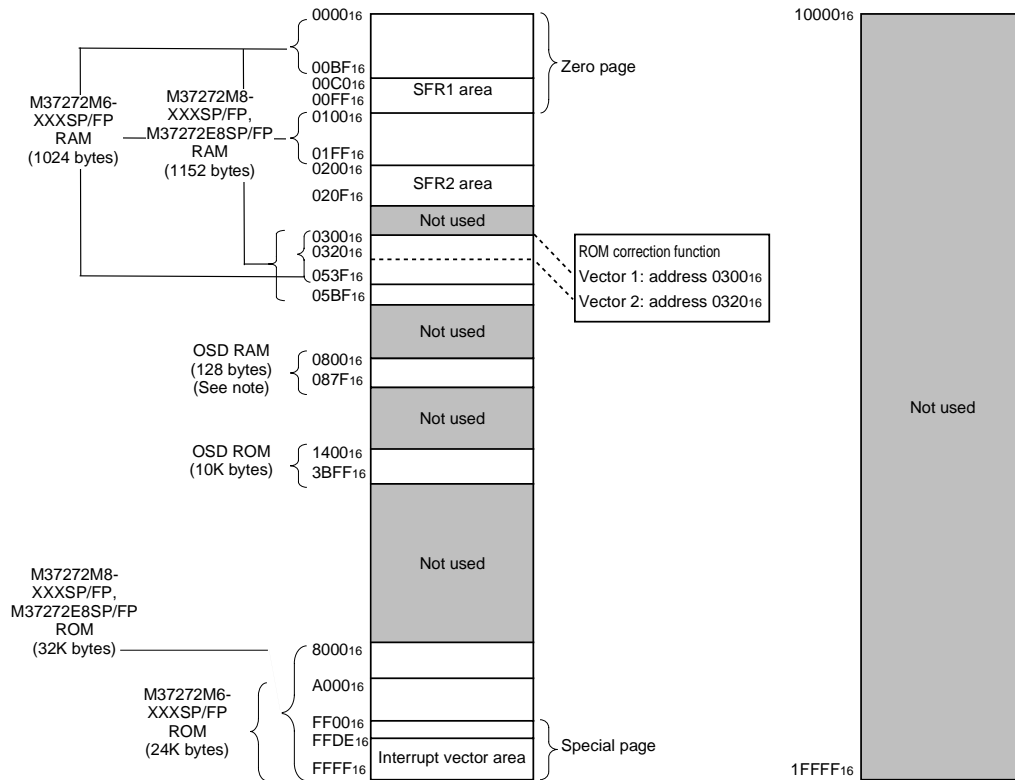 0000₁₆
00BF₁₆
00C0₁₆
00FF₁₆
SFR1 area
Zero page
M37272M6-
XXXSP/FP
RAM
(1024 bytes)
M37272M8-
XXXSP/FP,
M37272E8SP/FP
RAM
(1152 bytes)
0100₁₆
01FF₁₆
0200₁₆
020F₁₆
SFR2 area
Not used
0300₁₆
0320₁₆
053F₁₆
05BF₁₆
ROM correction function
Vector 1: address 0300₁₆
Vector 2: address 0320₁₆
Not used
OSD RAM
(128 bytes)
(See note)
0800₁₆
087F₁₆
Not used
OSD ROM
(10K bytes)
1400₁₆
3BFF₁₆
Not used
M37272M8-
XXXSP/FP,
M37272E8SP/FP
ROM
(32K bytes)
M37272M6-
XXXSP/FP
ROM
(24K bytes)
8000₁₆
A000₁₆
FF00₁₆
FFDE₁₆
FFFF₁₆
Interrupt vector area
Special page
10000₁₆
Not used
1FFFF₁₆